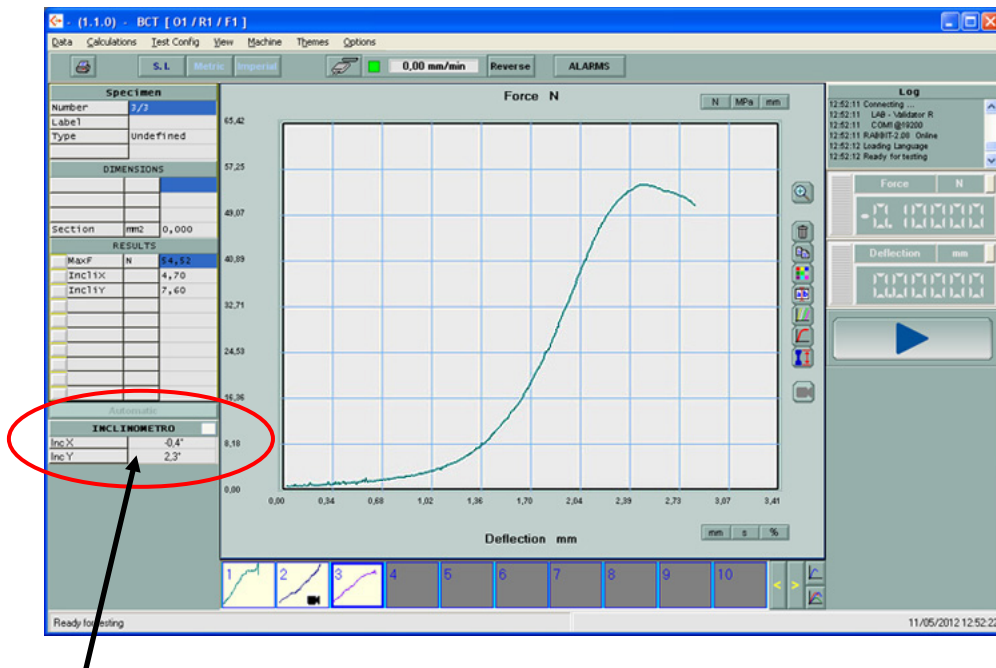 - (1.1.0) - BCT [ O1 / R1 / F1 ]
Data Calculations Test Config View Machine Themes Options
S.I. Metric Imperial 0,00 mm/min Reverse ALARMS
Specimen
Number 3/3
Label
Type Undefined
DIMENSIONS
Section mm2 0,000
RESULTS
MaxF N 54,52
IncliX 4,70
IncliY 7,60
Automatic
INCLINOMETRO
Inc X -0,4°
Inc Y 2,3°
Force N
N MPa mm
65,42
57,25
49,07
40,89
32,71
24,53
16,36
8,18
0,00
0,00 0,34 0,68 1,02 1,36 1,70 2,04 2,39 2,73 3,07 3,41
Deflection mm
mm s %
1 2 3 4 5 6 7 8 9 10 < >
Log
12:52:11 Connecting ...
12:52:11 LAB - Validator R
12:52:11 COM1@19200
12:52:11 RABBIT-2.00 Online
12:52:12 Loading Language
12:52:12 Ready for testing
Force N
-0.10000
Deflection mm
000000
Ready for testing
11/05/2012 12:52:22